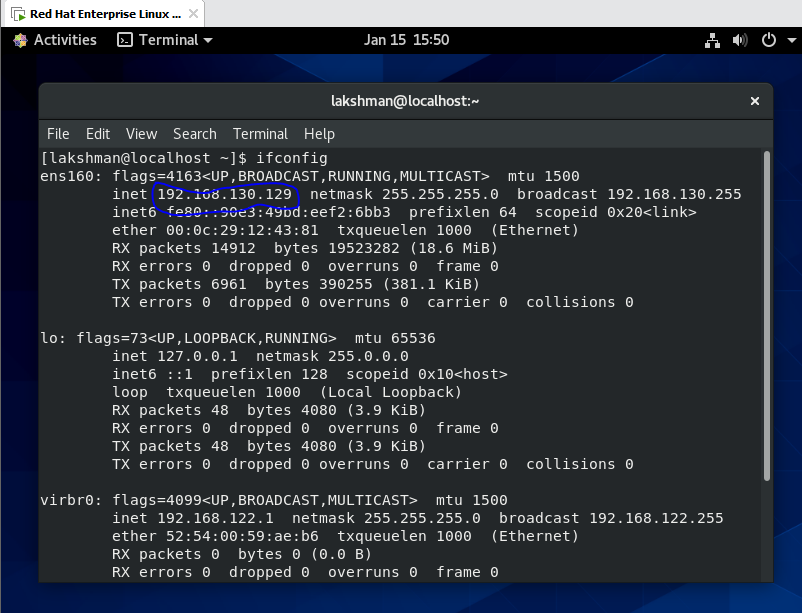 Red Hat Enterprise Linux ...
Activities Terminal Jan 15 15:50
lakshman@localhost:~
File Edit View Search Terminal Help
[lakshman@localhost ~]$ ifconfig
ens160: flags=4163<UP,BROADCAST,RUNNING,MULTICAST>  mtu 1500
        inet 192.168.130.129  netmask 255.255.255.0  broadcast 192.168.130.255
        inet6 fe80::90e3:49bd:eef2:6bb3  prefixlen 64  scopeid 0x20<link>
        ether 00:0c:29:12:43:81  txqueuelen 1000  (Ethernet)
        RX packets 14912  bytes 19523282 (18.6 MiB)
        RX errors 0  dropped 0  overruns 0  frame 0
        TX packets 6961  bytes 390255 (381.1 KiB)
        TX errors 0  dropped 0 overruns 0  carrier 0  collisions 0
lo: flags=73<UP,LOOPBACK,RUNNING>  mtu 65536
        inet 127.0.0.1  netmask 255.0.0.0
        inet6 ::1  prefixlen 128  scopeid 0x10<host>
        loop  txqueuelen 1000  (Local Loopback)
        RX packets 48  bytes 4080 (3.9 KiB)
        RX errors 0  dropped 0  overruns 0  frame 0
        TX packets 48  bytes 4080 (3.9 KiB)
        TX errors 0  dropped 0 overruns 0  carrier 0  collisions 0
virbr0: flags=4099<UP,BROADCAST,MULTICAST>  mtu 1500
        inet 192.168.122.1  netmask 255.255.255.0  broadcast 192.168.122.255
        ether 52:54:00:59:ae:b6  txqueuelen 1000  (Ethernet)
        RX packets 0  bytes 0 (0.0 B)
        RX errors 0  dropped 0  overruns 0  frame 0